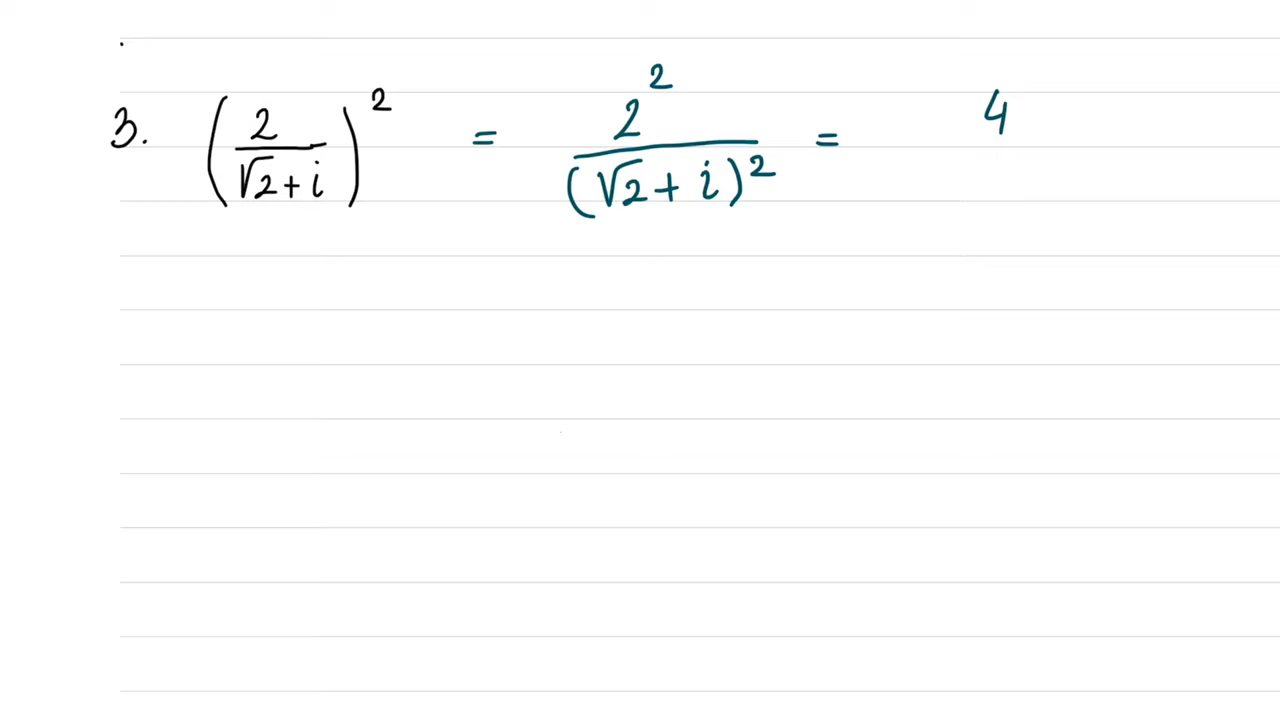 3. (2/(√2+i))² = 2²/(√2+i)² = 4